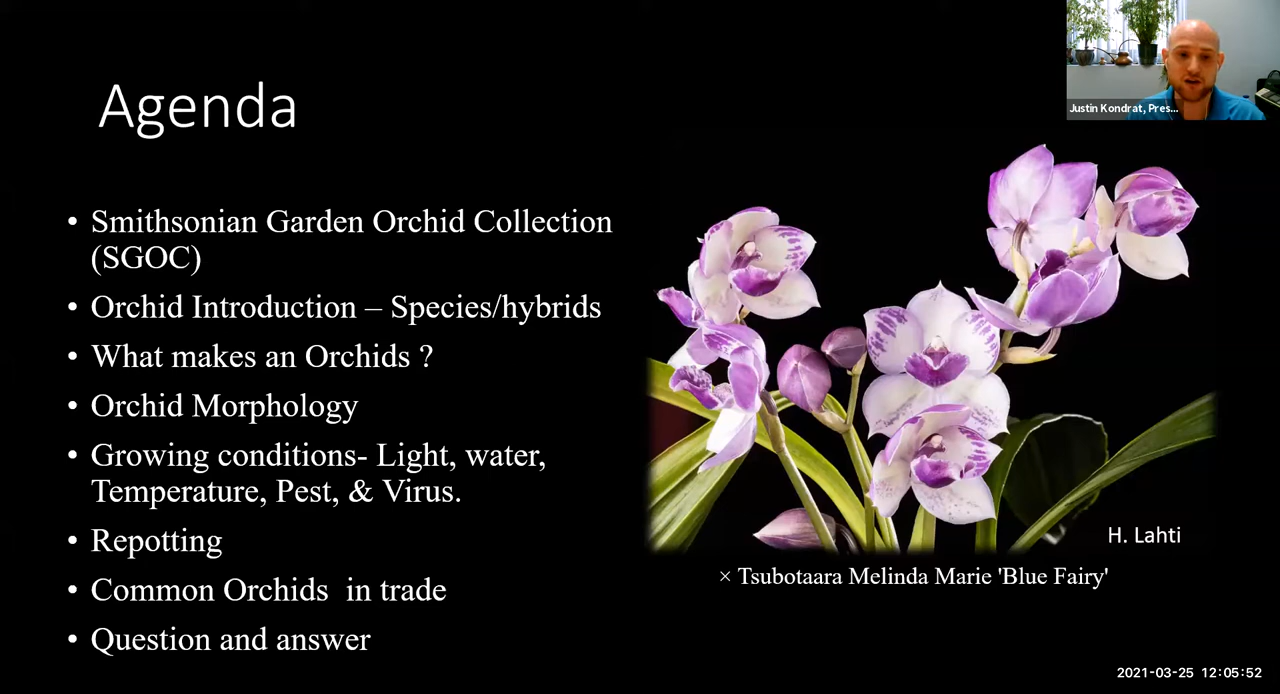 Agenda
• Smithsonian Garden Orchid Collection
(SGOC)
• Orchid Introduction – Species/hybrids
• What makes an Orchids ?
• Orchid Morphology
• Growing conditions- Light, water,
Temperature, Pest, & Virus.
• Repotting
• Common Orchids  in trade
• Question and answer
Justin Kondrat, Pres...
H. Lahti
× Tsubotaara Melinda Marie 'Blue Fairy'
2021-03-25 12:05:52